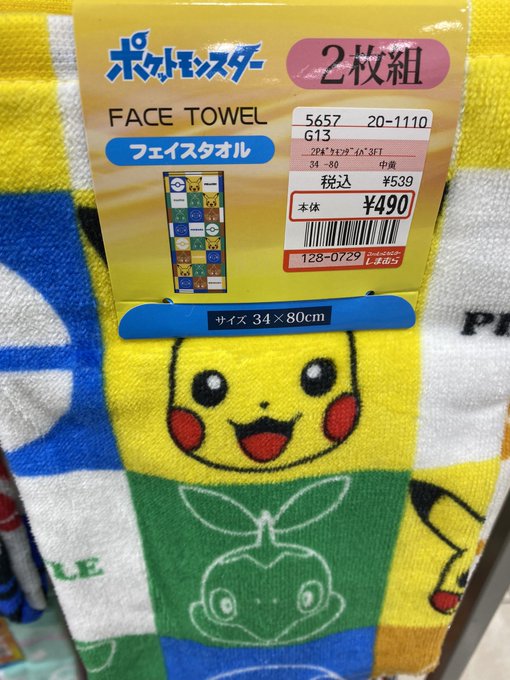 ポケットモンスター
2枚組
FACE TOWEL
フェイスタオル
5657 20-1110
G13
2Pポケモンダイパ3FT
34 -80 中黄
税込 ¥539
本体 ¥490
128-0729
しまむら
サイズ 34×80cm